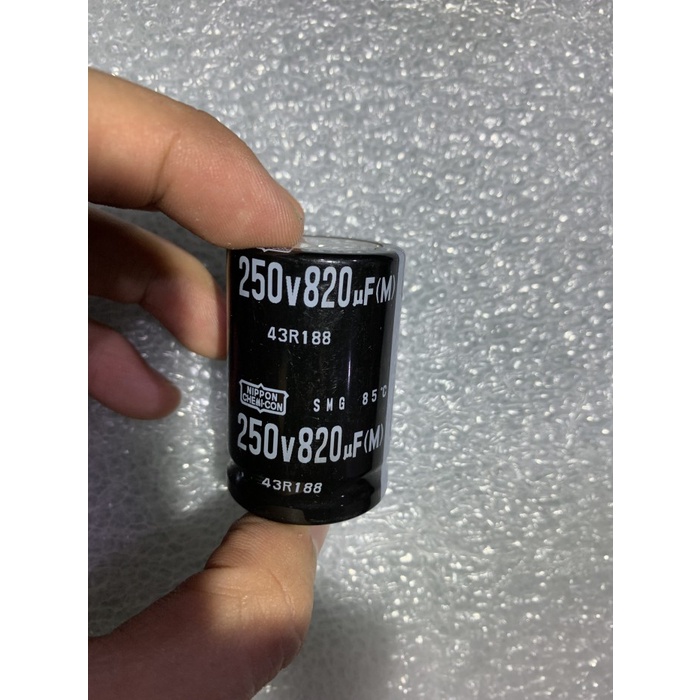 250v820µF(M)
43R188
NIPPON
CHEMI-CON
SMG 85°C
250v820µF(M)
43R188